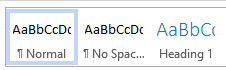 AaBbCcDc AaBbCcDc AaBbCc
¶ Normal ¶ No Spac... Heading 1